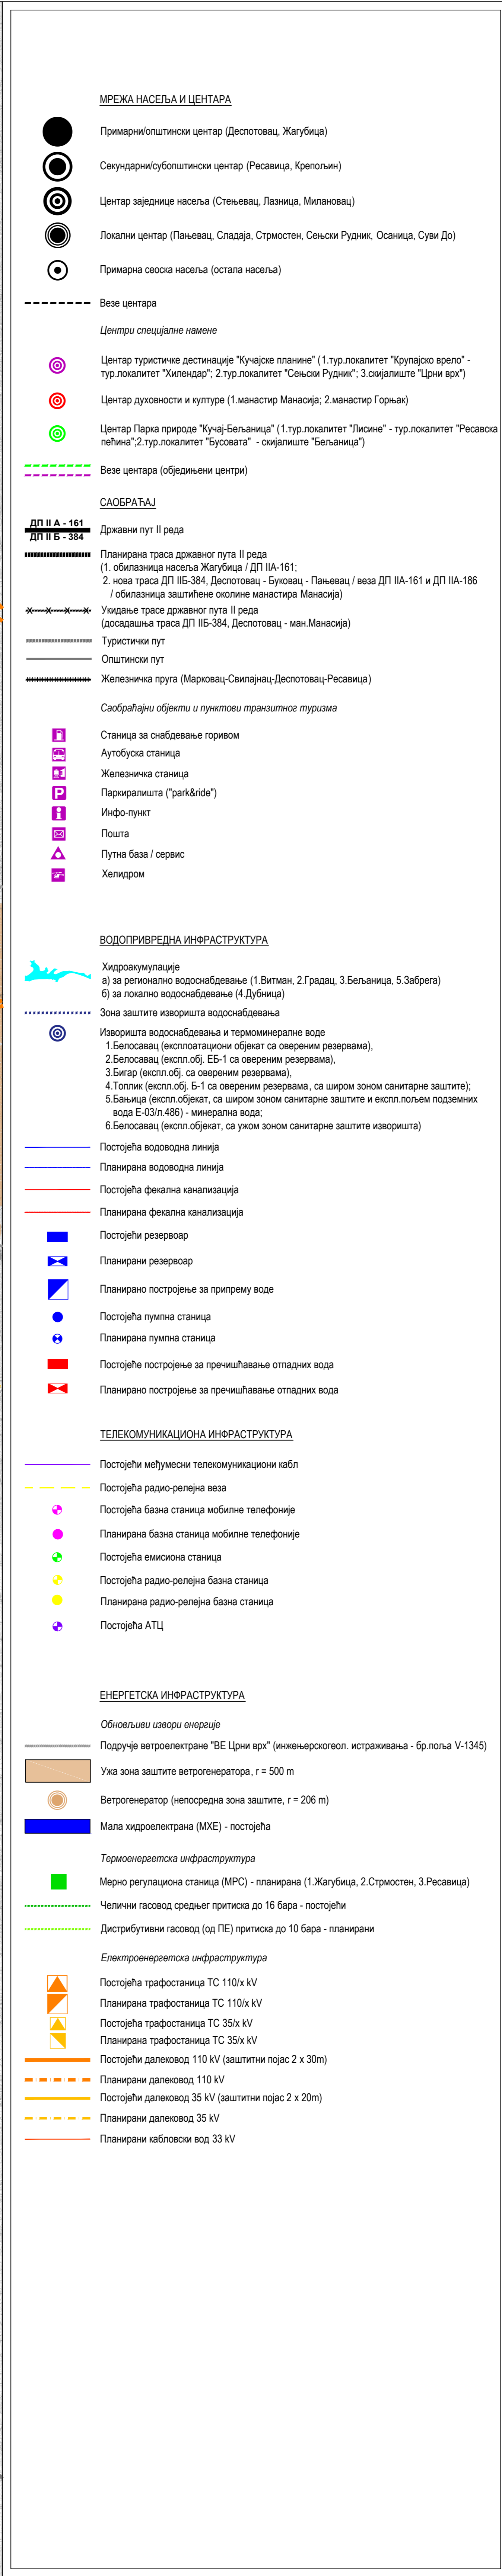 МРЕЖА НАСЕЉА И ЦЕНТАРА
Примарни/општински центар (Деспотовац, Жагубица)
Секундарни/субопштински центар (Ресавица, Крепољин)
Центар заједнице насеља (Стењевац, Лазница, Милановац)
Локални центар (Пањевац, Сладаја, Стрмостен, Сењски Рудник, Осаница, Суви До)
Примарна сеоска насеља (остала насеља)
Везе центара
Центри специјалне намене
Центар туристичке дестинације "Кучајске планине" (1.тур.локалитет "Крупајско врело" -
тур.локалитет "Хилендар"; 2.тур.локалитет "Сењски Рудник"; 3.скијалиште "Црни врх")
Центар духовности и културе (1.манастир Манасија; 2.манастир Горњак)
Центар Парка природе "Кучај-Бељаница" (1.тур.локалитет "Лисине" - тур.локалитет "Ресавска
пећина";2.тур.локалитет "Бусовата" - скијалиште "Бељаница")
Везе центара (обједињени центри)
САОБРАЋАЈ
ДП II А - 161
ДП II Б - 384
Државни пут II реда
Планирана траса државног пута II реда
(1. обилазница насеља Жагубица / ДП IIА-161;
2. нова траса ДП IIБ-384, Деспотовац - Буковац - Пањевац / веза ДП IIА-161 и ДП IIА-186
/ обилазница заштићене околине манастира Манасија)
Укидање трасе државног пута II реда
(досадашња траса ДП IIБ-384, Деспотовац - ман.Манасија)
Туристички пут
Општински пут
Железничка пруга (Марковац-Свилајнац-Деспотовац-Ресавица)
Саобраћајни објекти и пунктови транзитног туризма
Станица за снабдевање горивом
Аутобуска станица
Железничка станица
P
Паркиралишта ("park&ride")
Инфо-пункт
Пошта
Путна база / сервис
Хелидром
ВОДОПРИВРЕДНА ИНФРАСТРУКТУРА
Хидроакумулације
а) за регионално водоснабдевање (1.Витман, 2.Градац, 3.Бељаница, 5.Забрега)
б) за локално водоснабдевање (4.Дубница)
Зона заштите изворишта водоснабдевања
Изворишта водоснабдевања и термоминералне воде
1.Белосавац (експлоатациони објекат са овереним резервама),
2.Белосавац (експл.обј. ЕБ-1 са овереним резервама),
3.Бигар (експл.обј. са овереним резервама),
4.Топлик (експл.обј. Б-1 са овереним резервама, са широм зоном санитарне заштите);
5.Бањица (експл.објекат, са широм зоном санитарне заштите и експл.пољем подземних
вода Е-03/л.486) - минерална вода;
6.Белосавац (експл.објекат, са ужом зоном санитарне заштите изворишта)
Постојећа водоводна линија
Планирана водоводна линија
Постојећа фекална канализација
Планирана фекална канализација
Постојећи резервоар
Планирани резервоар
Планирано постројење за припрему воде
Постојећа пумпна станица
Планирана пумпна станица
Постојеће постројење за пречишћавање отпадних вода
Планирано постројење за пречишћавање отпадних вода
ТЕЛЕКОМУНИКАЦИОНА ИНФРАСТРУКТУРА
Постојећи међумесни телекомуникациони кабл
Постојећа радио-релејна веза
Постојећа базна станица мобилне телефоније
Планирана базна станица мобилне телефоније
Постојећа емисиона станица
Постојећа радио-релејна базна станица
Планирана радио-релејна базна станица
Постојећа АТЦ
ЕНЕРГЕТСКА ИНФРАСТРУКТУРА
Обновљиви извори енергије
Подручје ветроелектране "ВЕ Црни врх" (инжењерскогеол. истраживања - бр.поља V-1345)
Ужа зона заштите ветрогенератора, r = 500 m
Ветрогенератор (непосредна зона заштите, r = 206 m)
Мала хидроелектрана (МХЕ) - постојећа
Термоенергетска инфраструктура
Мерно регулациона станица (МРС) - планирана (1.Жагубица, 2.Стрмостен, 3.Ресавица)
Челични гасовод средњег притиска до 16 бара - постојећи
Дистрибутивни гасовод (од ПЕ) притиска до 10 бара - планирани
Електроенергетска инфраструктура
Постојећа трафостаница ТС 110/x kV
Планирана трафостаница ТС 110/x kV
Постојећа трафостаница ТС 35/x kV
Планирана трафостаница ТС 35/x kV
Постојећи далековод 110 kV (заштитни појас 2 x 30m)
Планирани далековод 110 kV
Постојећи далековод 35 kV (заштитни појас 2 x 20m)
Планирани далековод 35 kV
Планирани кабловски вод 33 kV